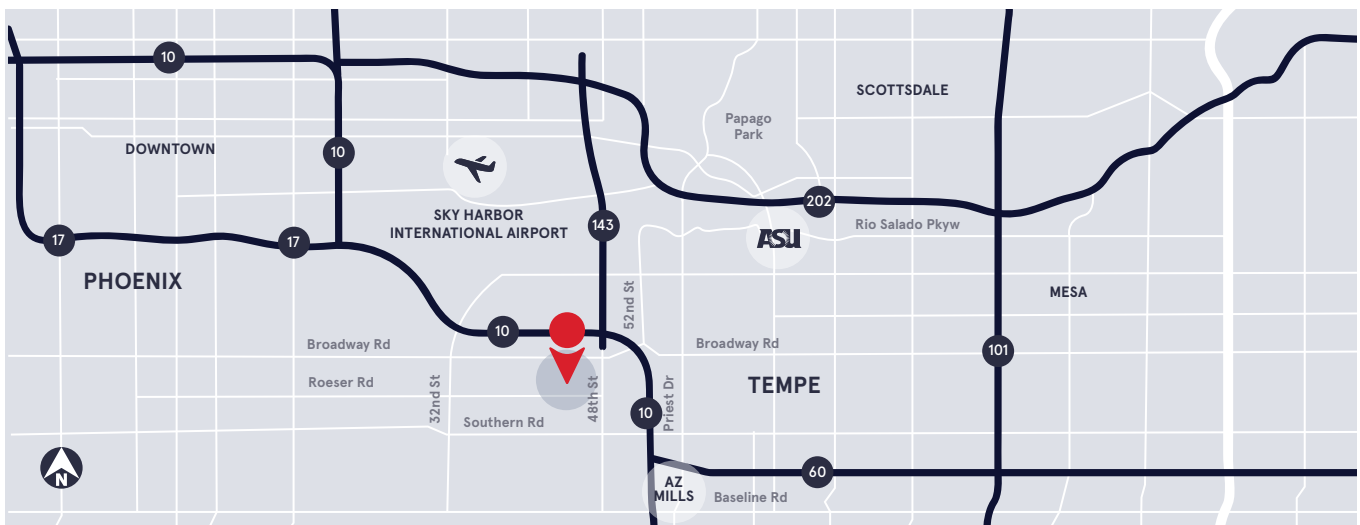 10
SCOTTSDALE
Papago
Park
DOWNTOWN
10
202
SKY HARBOR
INTERNATIONAL AIRPORT
143
Rio Salado Pkyw
ASU
17
17
PHOENIX
52nd St
MESA
10
Broadway Rd
Broadway Rd
101
Roeser Rd
TEMPE
32nd St
48th St
Priest Dr
10
Southern Rd
N
60
AZ
MILLS
Baseline Rd